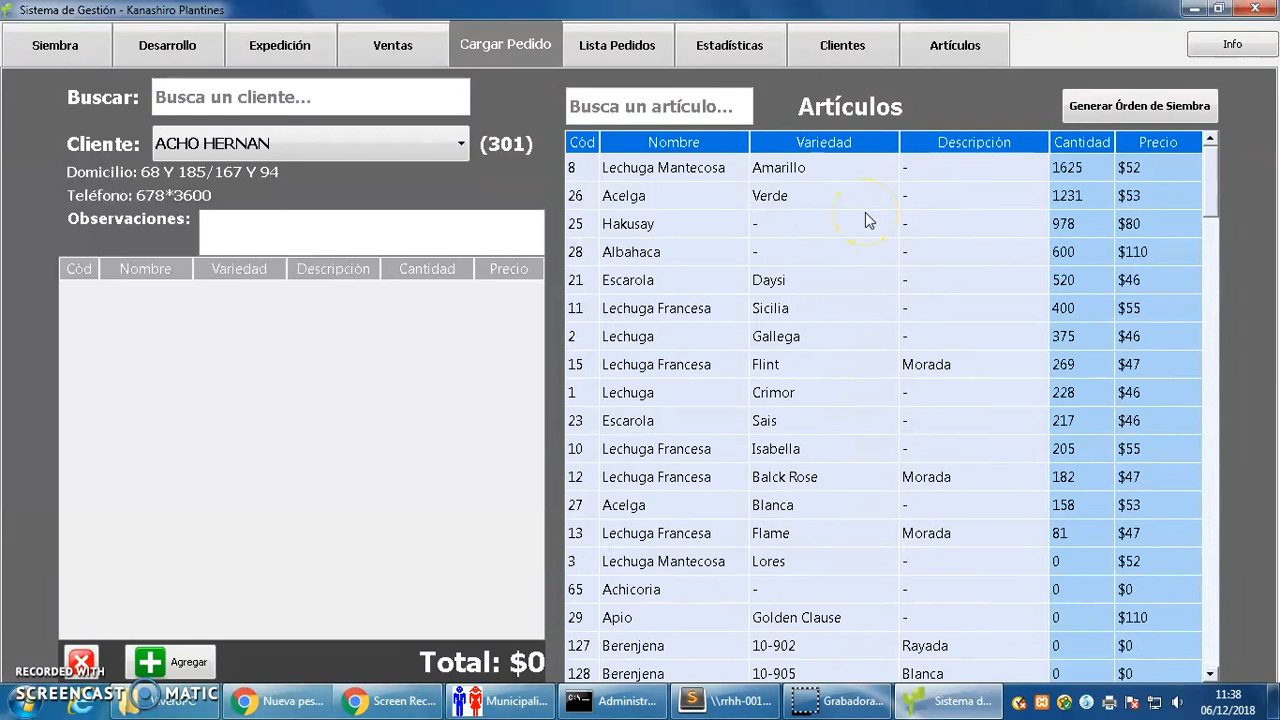 Sistema de Gestión - Kanashiro Plantines
Siembra Desarrollo Expedición Ventas Cargar Pedido Lista Pedidos Estadísticas Clientes Artículos Info
Buscar: Busca un cliente...
Busca un artículo... Artículos Generar Órden de Siembra
Cliente: ACHO HERNAN (301)
Domicilio: 68 Y 185/167 Y 94
Teléfono: 678*3600
Observaciones:
Cód Nombre Variedad Descripción Cantidad Precio
Cód Nombre Variedad Descripción Cantidad Precio
8 Lechuga Mantecosa Amarillo - 1625 $52
26 Acelga Verde - 1231 $53
25 Hakusay - - 978 $80
28 Albahaca - - 600 $110
21 Escarola Daysi - 520 $46
11 Lechuga Francesa Sicilia - 400 $55
2 Lechuga Gallega - 375 $46
15 Lechuga Francesa Flint Morada 269 $47
1 Lechuga Crimor - 228 $46
23 Escarola Sais - 217 $46
10 Lechuga Francesa Isabella - 205 $55
12 Lechuga Francesa Balck Rose Morada 182 $47
27 Acelga Blanca - 158 $53
13 Lechuga Francesa Flame Morada 81 $47
3 Lechuga Mantecosa Lores - 0 $52
65 Achicoria - - 0 $0
29 Apio Golden Clause - 0 $110
127 Berenjena 10-902 Rayada 0 $0
128 Berenjena 10-905 Blanca 0 $0
Agregar Total: $0
RECORDED WITH
SCREENCAST MATIC
Nueva pes... Screen Rec... Municipali... Administr... \\rrhh-001... Grabadora... Sistema d...
11:38
06/12/2018